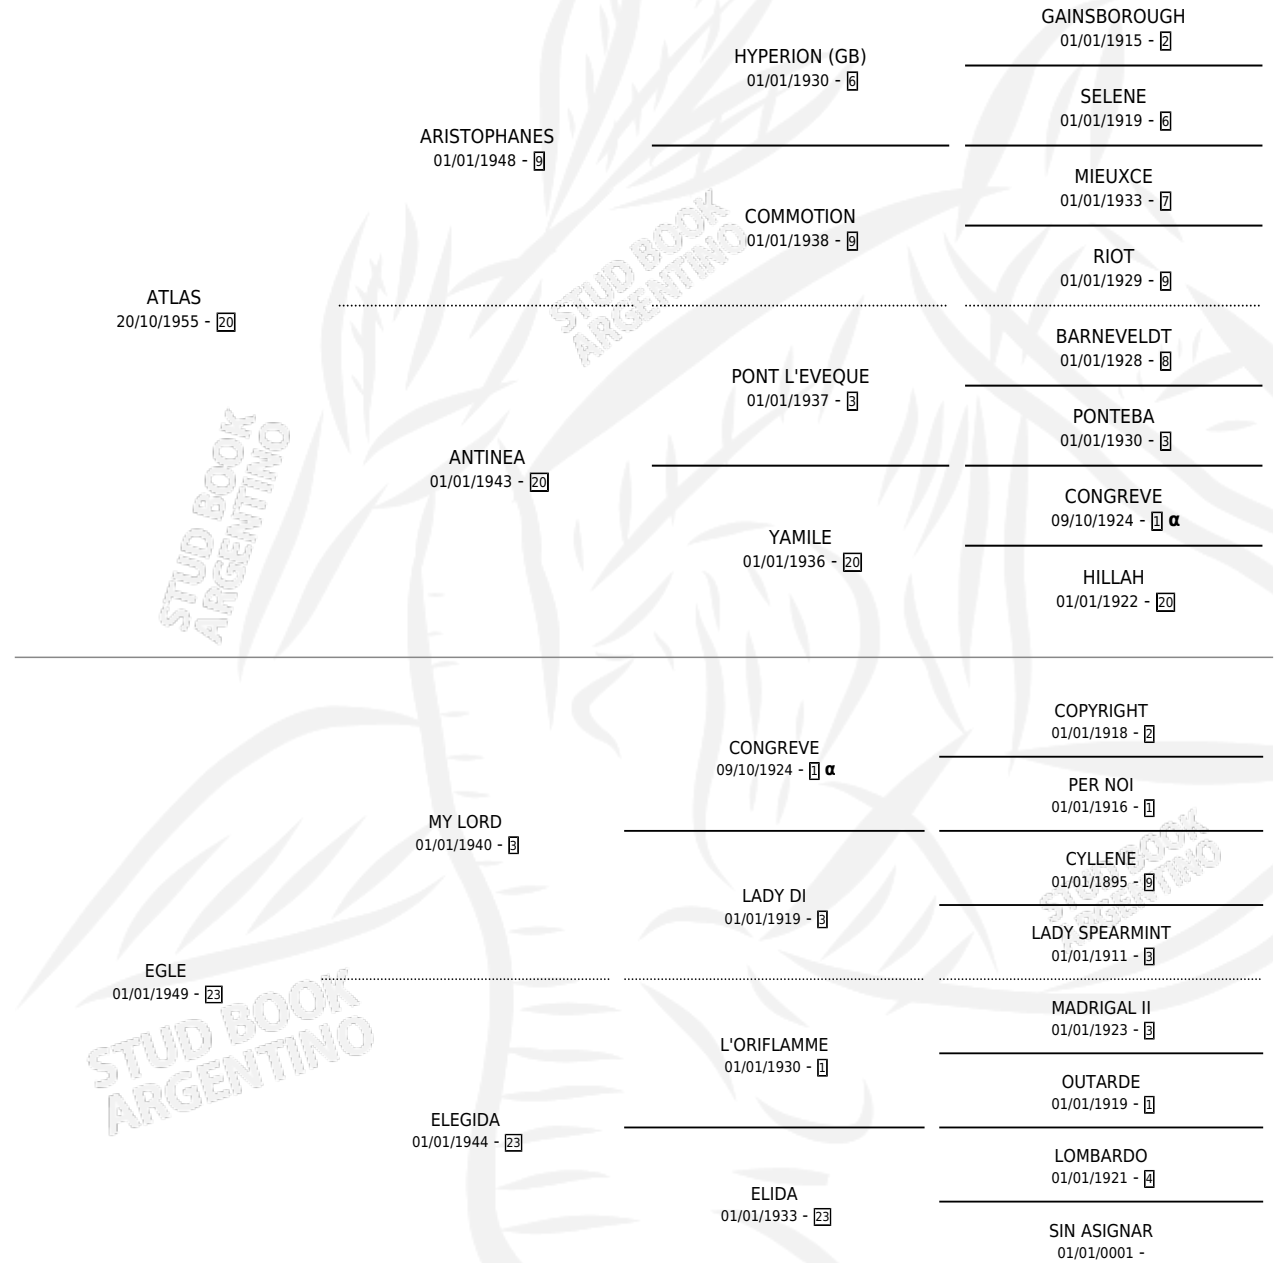 GAINSBOROUGH
01/01/1915 - 2
HYPERION (GB)
01/01/1930 - 6
SELENE
01/01/1919 - 6
ARISTOPHANES
01/01/1948 - 9
MIEUXCE
01/01/1933 - 7
COMMOTION
01/01/1938 - 9
RIOT
01/01/1929 - 9
STUD BOOK
ARGENTINO
ATLAS
20/10/1955 - 20
BARNEVELDT
01/01/1928 - 8
PONT L'EVEQUE
01/01/1937 - 3
PONTEBA
01/01/1930 - 3
ANTINEA
01/01/1943 - 20
CONGREVE
09/10/1924 - 1 α
YAMILE
01/01/1936 - 20
HILLAH
01/01/1922 - 20
STUD BOOK
ARGENTINO
COPYRIGHT
01/01/1918 - 2
CONGREVE
09/10/1924 - 1 α
PER NOI
01/01/1916 - 1
MY LORD
01/01/1940 - 3
CYLLENE
01/01/1895 - 9
STUD BOOK
ARGENTINO
LADY DI
01/01/1919 - 3
LADY SPEARMINT
01/01/1911 - 3
EGLE
01/01/1949 - 23
STUD BOOK
ARGENTINO
MADRIGAL II
01/01/1923 - 3
L'ORIFLAMME
01/01/1930 - 1
OUTARDE
01/01/1919 - 1
ELEGIDA
01/01/1944 - 23
LOMBARDO
01/01/1921 - 4
ELIDA
01/01/1933 - 23
SIN ASIGNAR
01/01/0001 -